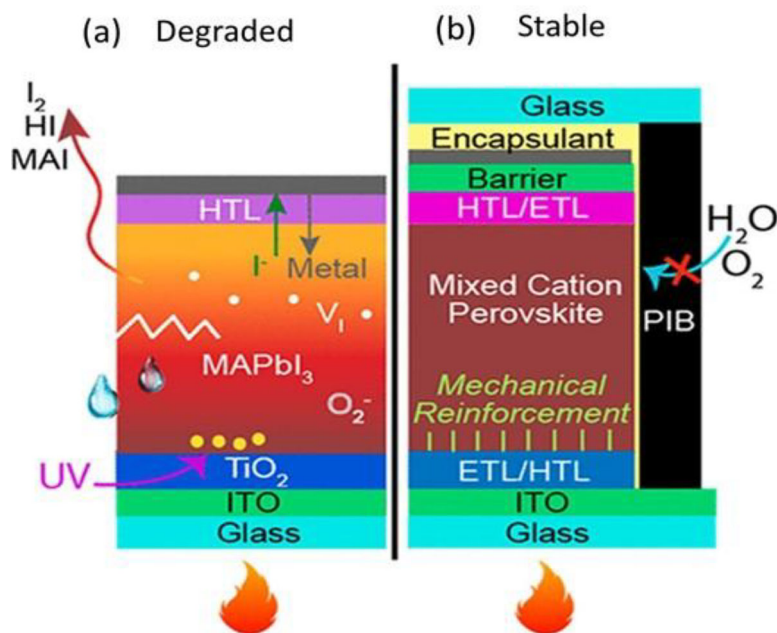 (a) Degraded
I₂
HI
MAI
HTL
I⁻
Metal
V_I
MAPbI₃
O₂⁻
UV
TiO₂
ITO
Glass
(b) Stable
Glass
Encapsulant
Barrier
HTL/ETL
H₂O
O₂
Mixed Cation
Perovskite
PIB
Mechanical
Reinforcement
ETL/HTL
ITO
Glass